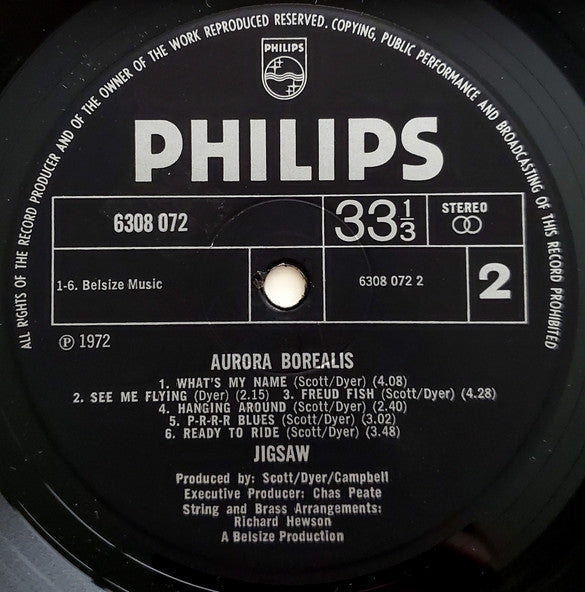 ALL RIGHTS OF THE RECORD PRODUCER AND OF THE OWNER OF THE WORK REPRODUCED RESERVED. COPYING, PUBLIC PERFORMANCE AND BROADCASTING OF THIS RECORD PROHIBITED
PHILIPS
PHILIPS
6308 072
33 1/3
STEREO
1-6. Belsize Music
6308 072 2
2
℗ 1972
AURORA BOREALIS
1. WHAT'S MY NAME (Scott/Dyer) (4.08)
2. SEE ME FLYING (Dyer) (2.15) 3. FREUD FISH (Scott/Dyer) (4.28)
4. HANGING AROUND (Scott/Dyer) (2.40)
5. P-R-R-R BLUES (Scott/Dyer) (3.02)
6. READY TO RIDE (Scott/Dyer) (3.48)
JIGSAW
Produced by: Scott/Dyer/Campbell
Executive Producer: Chas Peate
String and Brass Arrangements:
Richard Hewson
A Belsize Production